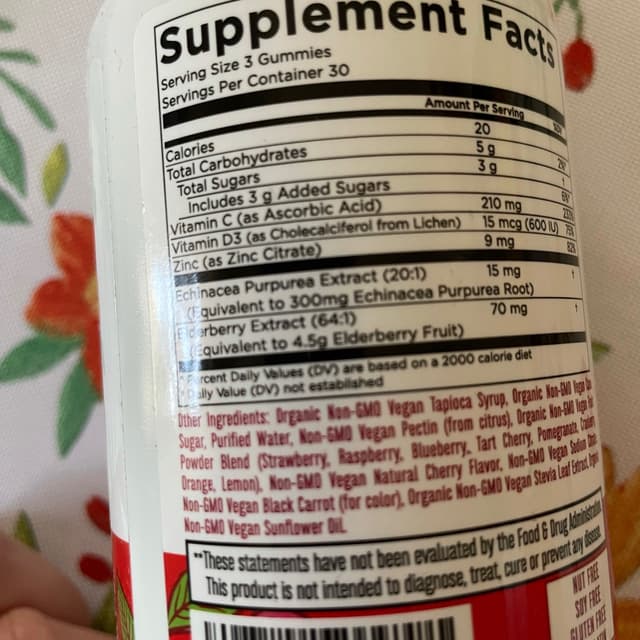 Supplement Facts
Serving Size 3 Gummies
Servings Per Container 30
Amount Per Serving
Calories 20
Total Carbohydrates 5 g 2%*
Total Sugars 3 g
Includes 3 g Added Sugars 6%*
Vitamin C (as Ascorbic Acid) 210 mg 233%
Vitamin D3 (as Cholecalciferol from Lichen) 15 mcg (600 IU) 75%
Zinc (as Zinc Citrate) 9 mg 82%
Echinacea Purpurea Extract (20:1) 15 mg †
(Equivalent to 300mg Echinacea Purpurea Root)
Elderberry Extract (64:1) 70 mg †
(Equivalent to 4.5g Elderberry Fruit)
* Percent Daily Values (DV) are based on a 2000 calorie diet
Daily Value (DV) not established
Other Ingredients: Organic Non-GMO Vegan Tapioca Syrup, Organic Non-GMO Vegan
Sugar, Purified Water, Non-GMO Vegan Pectin (from citrus), Organic Non-GMO Vegan
Powder Blend (Strawberry, Raspberry, Blueberry, Tart Cherry, Pomegranate, Cranberry,
Orange, Lemon), Non-GMO Vegan Natural Cherry Flavor, Non-GMO Vegan Sodium Citrate,
Non-GMO Vegan Black Carrot (for color), Organic Non-GMO Vegan Stevia Leaf Extract, Organic
Non-GMO Vegan Sunflower Oil.
**These statements have not been evaluated by the Food & Drug Administration.
This product is not intended to diagnose, treat, cure or prevent any disease.
NUT FREE
SOY FREE
GLUTEN FREE